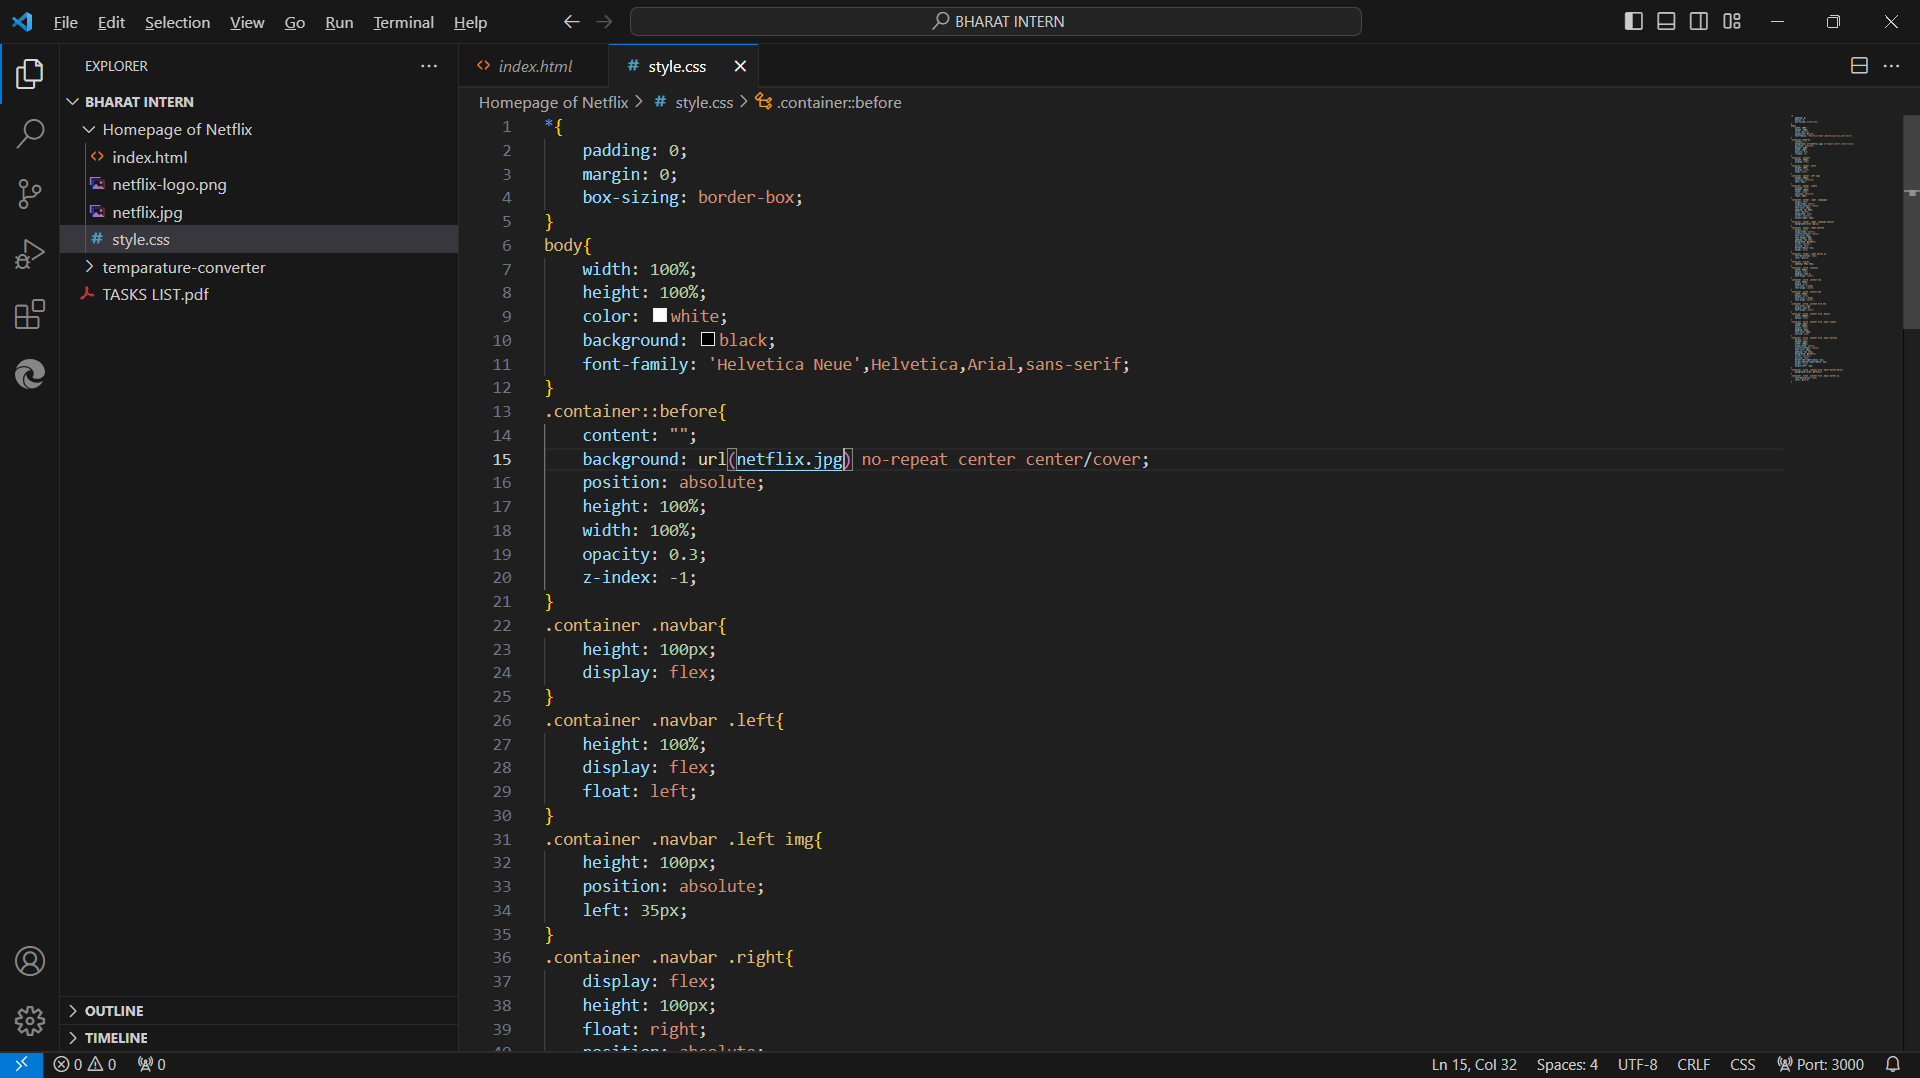 File Edit Selection View Go Run Terminal Help
BHARAT INTERN
EXPLORER
BHARAT INTERN
Homepage of Netflix
index.html
netflix-logo.png
netflix.jpg
style.css
temparature-converter
TASKS LIST.pdf
OUTLINE
TIMELINE
index.html
style.css
Homepage of Netflix > style.css > .container::before
1 *{
2 padding: 0;
3 margin: 0;
4 box-sizing: border-box;
5 }
6 body{
7 width: 100%;
8 height: 100%;
9 color: white;
10 background: black;
11 font-family: 'Helvetica Neue',Helvetica,Arial,sans-serif;
12 }
13 .container::before{
14 content: "";
15 background: url(netflix.jpg) no-repeat center center/cover;
16 position: absolute;
17 height: 100%;
18 width: 100%;
19 opacity: 0.3;
20 z-index: -1;
21 }
22 .container .navbar{
23 height: 100px;
24 display: flex;
25 }
26 .container .navbar .left{
27 height: 100%;
28 display: flex;
29 float: left;
30 }
31 .container .navbar .left img{
32 height: 100px;
33 position: absolute;
34 left: 35px;
35 }
36 .container .navbar .right{
37 display: flex;
38 height: 100px;
39 float: right;
40 position: absolute;
0 0 0
Ln 15, Col 32 Spaces: 4 UTF-8 CRLF CSS Port: 3000